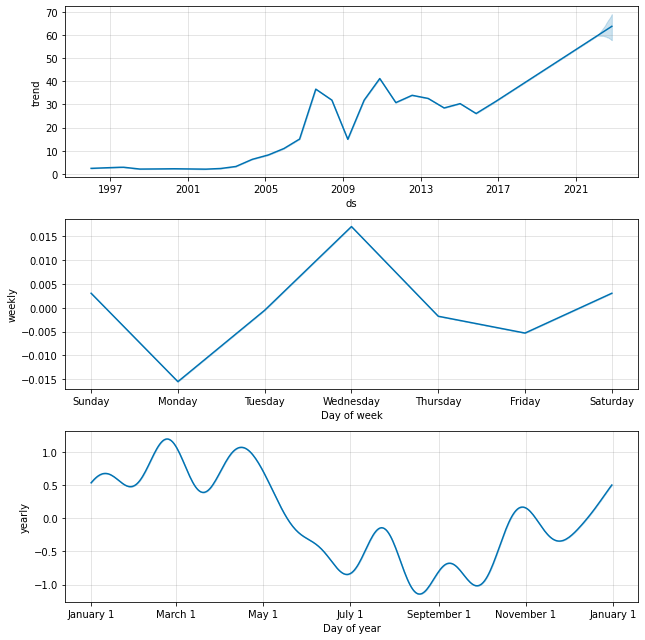 70
60
50
40
30
20
10
0
trend
1997 2001 2005 2009 2013 2017 2021
ds
0.015
0.010
0.005
0.000
−0.005
−0.010
−0.015
weekly
Sunday Monday Tuesday Wednesday Thursday Friday Saturday
Day of week
1.0
0.5
0.0
−0.5
−1.0
yearly
January 1 March 1 May 1 July 1 September 1 November 1 January 1
Day of year